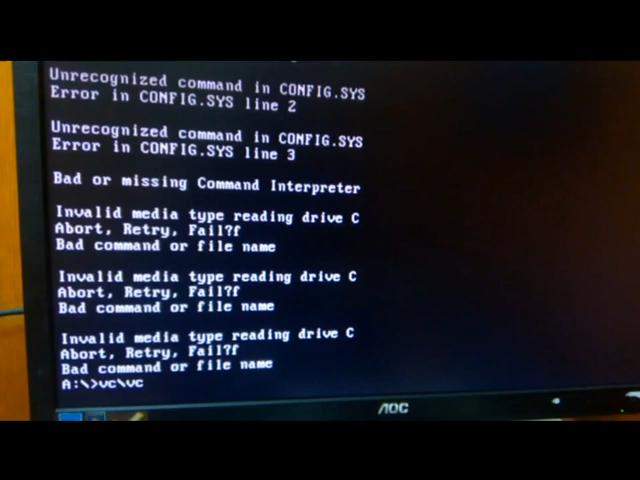 Unrecognized command in CONFIG.SYS
Error in CONFIG.SYS line 2
Unrecognized command in CONFIG.SYS
Error in CONFIG.SYS line 3
Bad or missing Command Interpreter
Invalid media type reading drive C
Abort, Retry, Fail?f
Bad command or file name
Invalid media type reading drive C
Abort, Retry, Fail?f
Bad command or file name
Invalid media type reading drive C
Abort, Retry, Fail?f
Bad command or file name
A:\>vc\vc
AOC